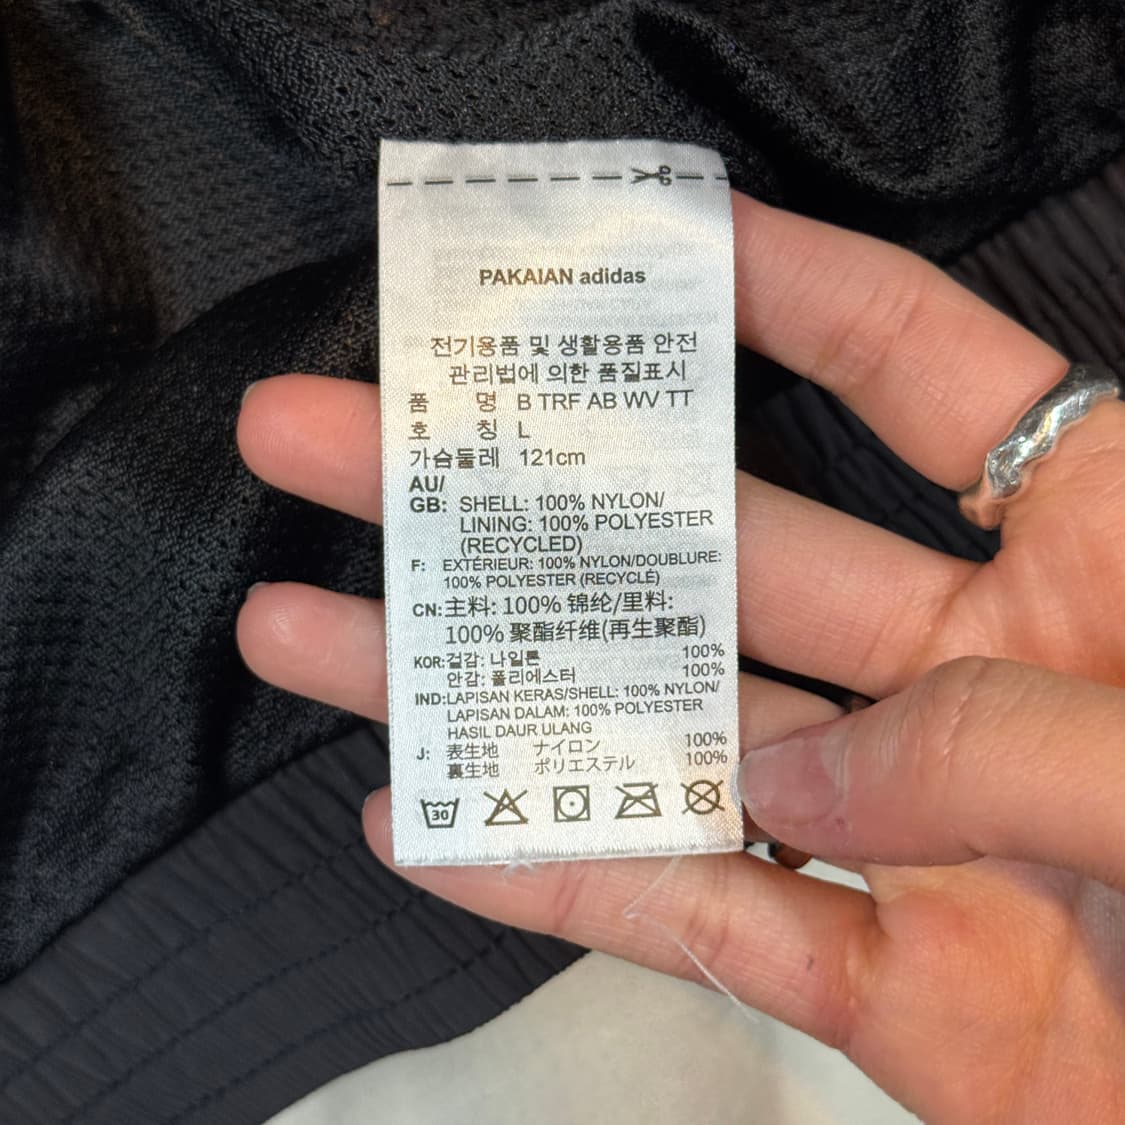 PAKAIAN adidas
전기용품 및 생활용품 안전
관리법에 의한 품질표시
품 명 B TRF AB WV TT
호 칭 L
가슴둘레 121cm
AU/
GB: SHELL: 100% NYLON/
LINING: 100% POLYESTER
(RECYCLED)
F: EXTÉRIEUR: 100% NYLON/DOUBLURE:
100% POLYESTER (RECYCLÉ)
CN: 主料: 100% 锦纶/里料:
100% 聚酯纤维(再生聚酯)
KOR: 겉감: 나일론 100%
안감: 폴리에스터 100%
IND: LAPISAN KERAS/SHELL: 100% NYLON/
LAPISAN DALAM: 100% POLYESTER
HASIL DAUR ULANG
J: 表生地 ナイロン 100%
裏生地 ポリエステル 100%
30